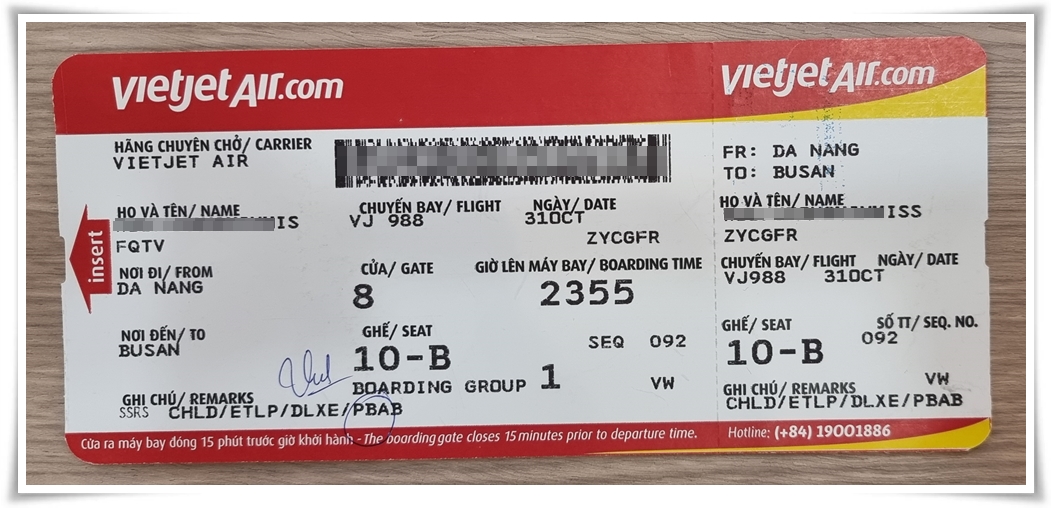 vietjetAir.com
HÃNG CHUYÊN CHỞ/ CARRIER
VIETJET AIR
HỌ VÀ TÊN/ NAME
IS
CHUYẾN BAY/ FLIGHT
VJ 988
NGÀY/ DATE
31OCT
FQTV
ZYCGFR
insert
NƠI ĐI/ FROM
DA NANG
CỬA/ GATE
8
GIỜ LÊN MÁY BAY/ BOARDING TIME
2355
NƠI ĐẾN/ TO
BUSAN
GHẾ/ SEAT
10-B
SEQ 092
BOARDING GROUP 1
VW
GHI CHÚ/ REMARKS
SSRS CHLD/ETLP/DLXE/PBAB
Cửa ra máy bay đóng 15 phút trước giờ khởi hành - The boarding gate closes 15 minutes prior to departure time.
vietjetAir.com
FR: DA NANG
TO: BUSAN
HỌ VÀ TÊN/ NAME
ISS
ZYCGFR
CHUYẾN BAY/ FLIGHT NGÀY/ DATE
VJ988 31OCT
GHẾ/ SEAT
10-B
SỐ TT/ SEQ. NO.
092
VW
GHI CHÚ/ REMARKS
CHLD/ETLP/DLXE/PBAB
Hotline: (+84) 19001886